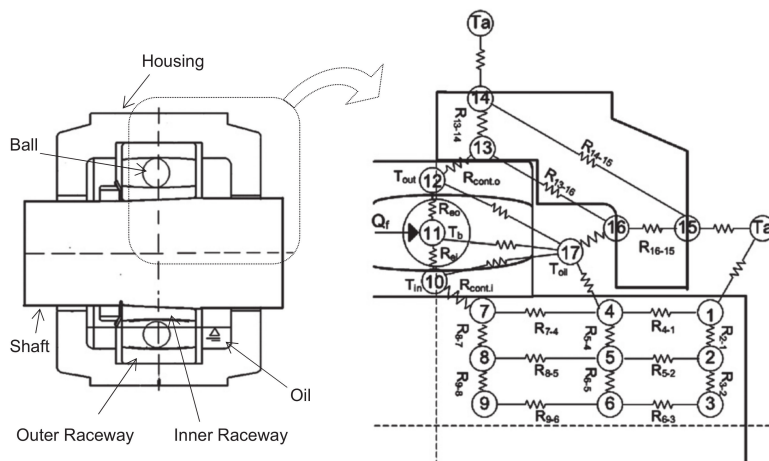 Housing
Ball
Shaft
Outer Raceway
Inner Raceway
Oil
Ta
14
R13-14
13
R14-15
Tout
12
Rcont.o
R13-16
Qf
Reo
11
Tb
16
R16-15
15
Ta
17
Toil
Rei
Tin
10
Rcont.i
7
R7-4
4
R4-1
1
R8-7
R5-4
R2-1
8
R8-5
5
R5-2
2
R9-8
R6-5
R3-2
9
R9-6
6
R6-3
3